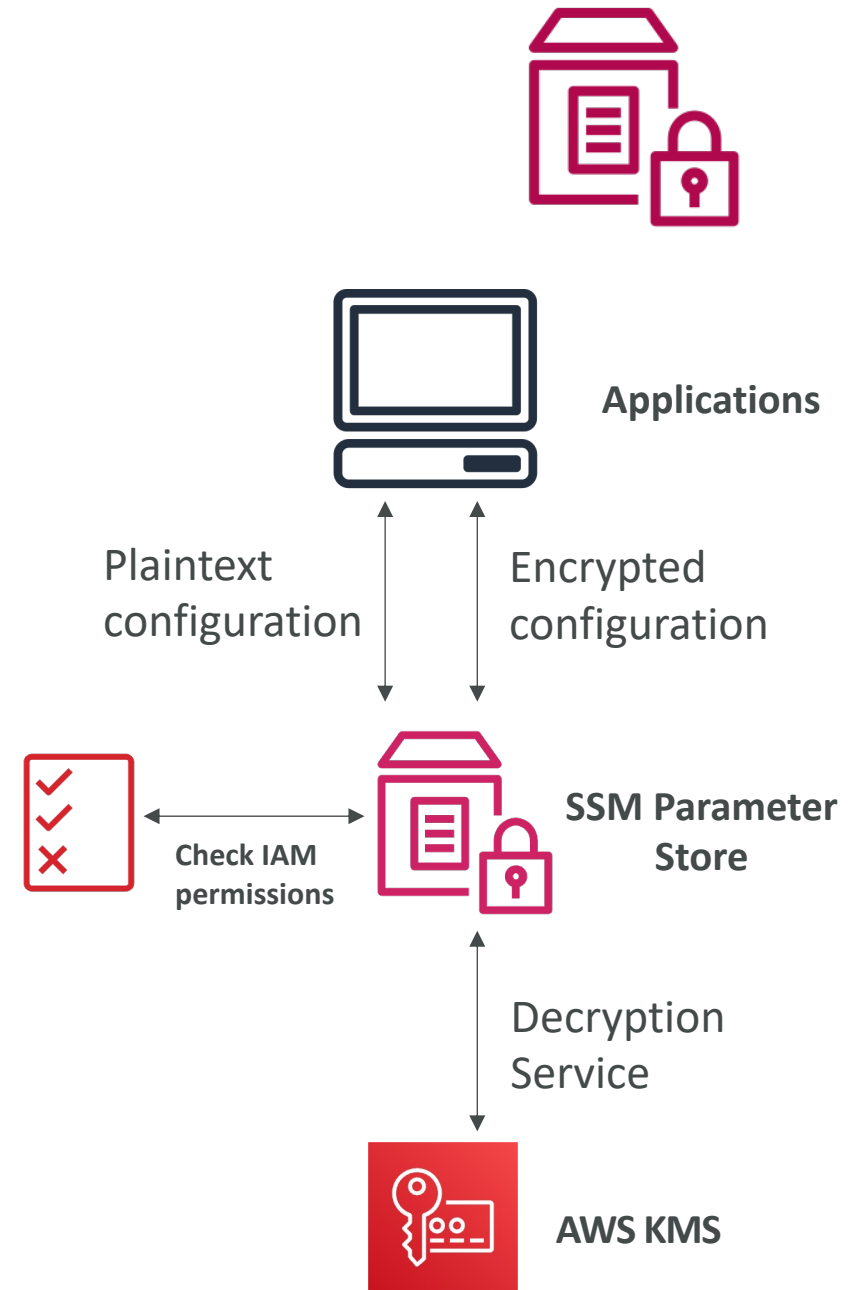 Applications
Plaintext
configuration
Encrypted
configuration
SSM Parameter
Store
Check IAM
permissions
Decryption
Service
AWS KMS